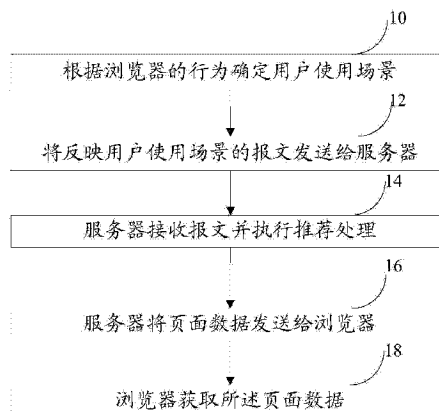 10
根据浏览器的行为确定用户使用场景
12
将反映用户使用场景的报文发送给服务器
14
服务器接收报文并执行推荐处理
16
服务器将页面数据发送给浏览器
18
浏览器获取所述页面数据